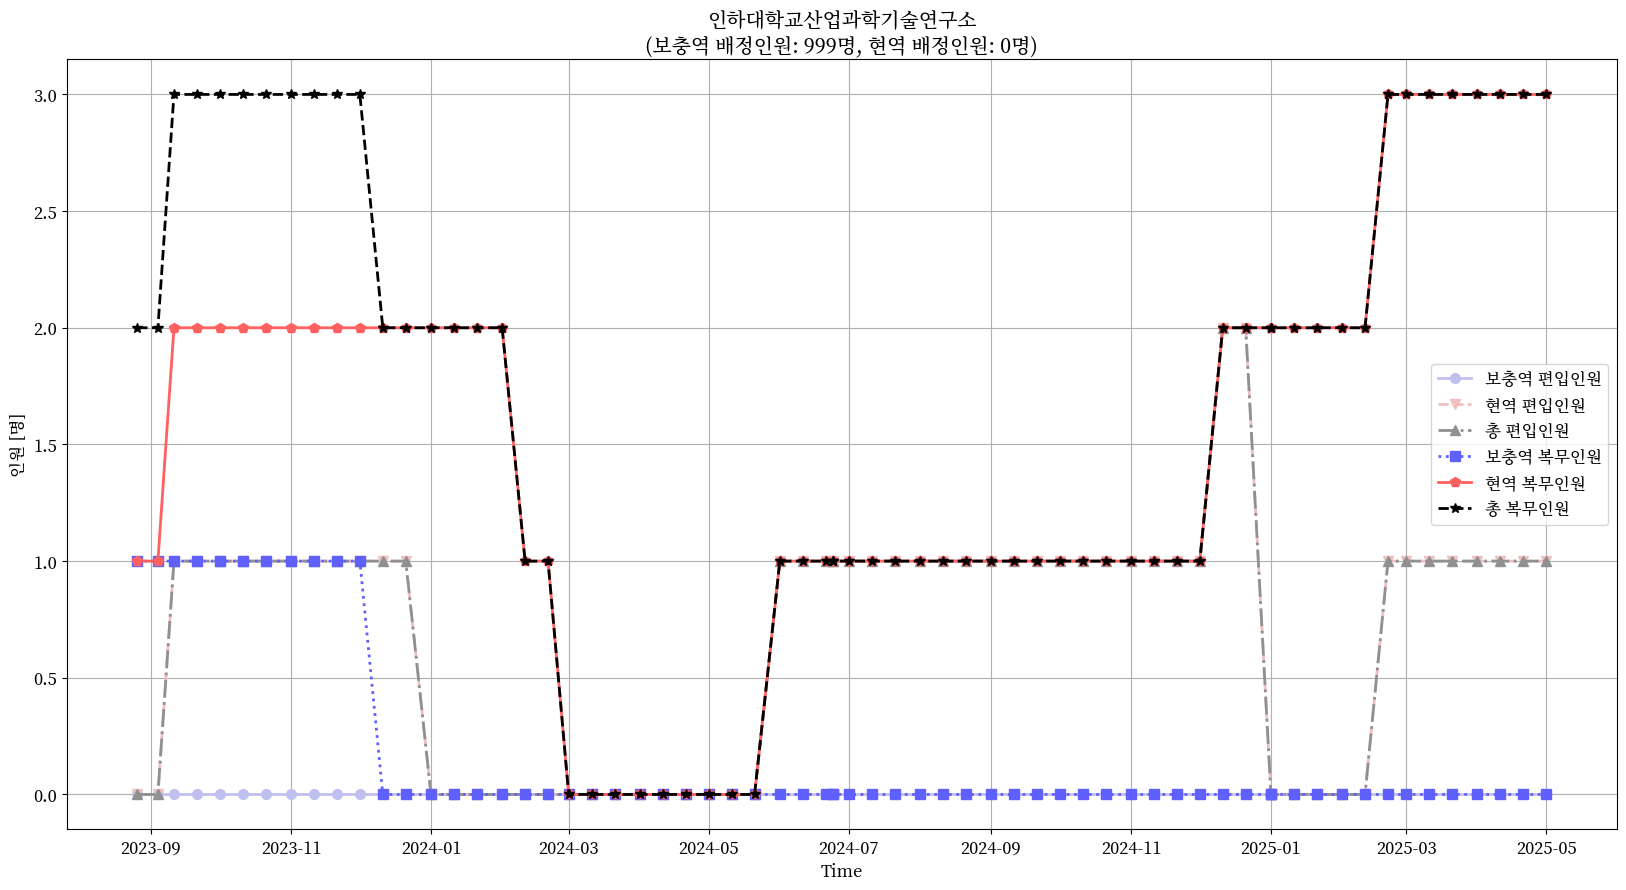 인하대학교산업과학기술연구소
(보충역 배정인원: 999명, 현역 배정인원: 0명)
3.0
2.5
2.0
1.5
1.0
0.5
0.0
인원 [명]
보충역 편입인원
현역 편입인원
총 편입인원
보충역 복무인원
현역 복무인원
총 복무인원
2023-09 2023-11 2024-01 2024-03 2024-05 2024-07 2024-09 2024-11 2025-01 2025-03 2025-05
Time